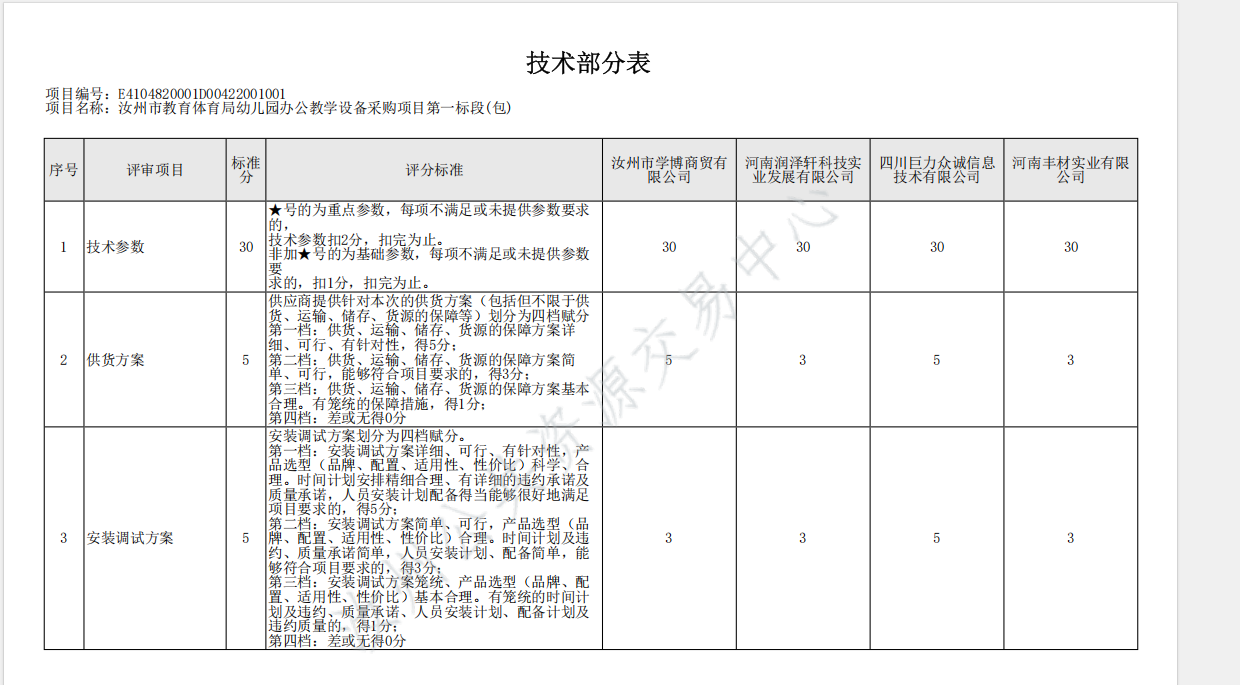 技术部分表
项目编号：E4104820001D00422001001
项目名称：汝州市教育体育局幼儿园办公教学设备采购项目第一标段(包)
序号
评审项目
标准
分
评分标准
汝州市学博商贸有
限公司
河南润泽轩科技实
业发展有限公司
四川巨力众诚信息
技术有限公司
河南丰材实业有限
公司
1
技术参数
30
★号的为重点参数，每项不满足或未提供参数要求
的，
技术参数扣2分，扣完为止。
非加★号的为基础参数，每项不满足或未提供参数
要
求的，扣1分，扣完为止。
30
30
30
30
2
供货方案
5
供应商提供针对本次的供货方案（包括但不限于供
货、运输、储存、货源的保障等）划分为四档赋分
第一档：供货、运输、储存、货源的保障方案详
细、可行、有针对性，得5分；
第二档：供货、运输、储存、货源的保障方案简
单、可行，能够符合项目要求的，得3分；
第三档：供货、运输、储存、货源的保障方案基本
合理。有笼统的保障措施，得1分；
第四档：差或无得0分
5
3
5
3
3
安装调试方案
5
安装调试方案划分为四档赋分。
第一档：安装调试方案详细、可行、有针对性，产
品选型（品牌、配置、适用性、性价比）科学、合
理。时间计划安排精细合理、有详细的违约承诺及
质量承诺，人员安装计划配备得当能够很好地满足
项目要求的，得5分；
第二档：安装调试方案简单、可行，产品选型（品
牌、配置、适用性、性价比）合理。时间计划及违
约、质量承诺简单，人员安装计划、配备简单，能
够符合项目要求的，得3分；
第三档：安装调试方案笼统、产品选型（品牌、配
置、适用性、性价比）基本合理。有笼统的时间计
划及违约、质量承诺、人员安装计划、配备计划及
违约质量的，得1分；
第四档：差或无得0分
3
3
5
3
汝州公共资源交易中心